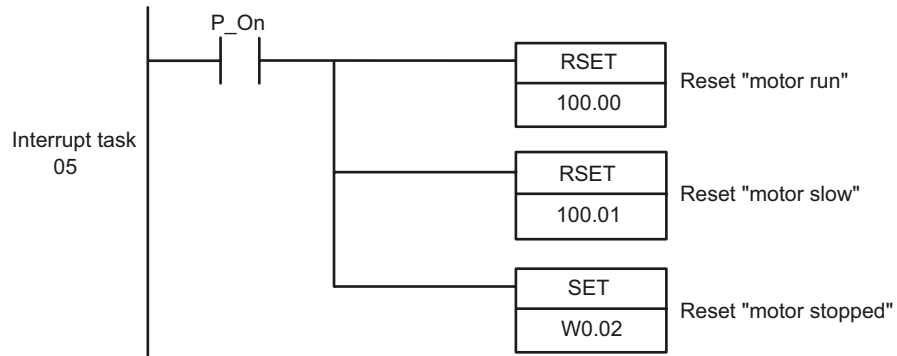 P_On
RSET
100.00
Reset "motor run"
Interrupt task
05
RSET
100.01
Reset "motor slow"
SET
W0.02
Reset "motor stopped"